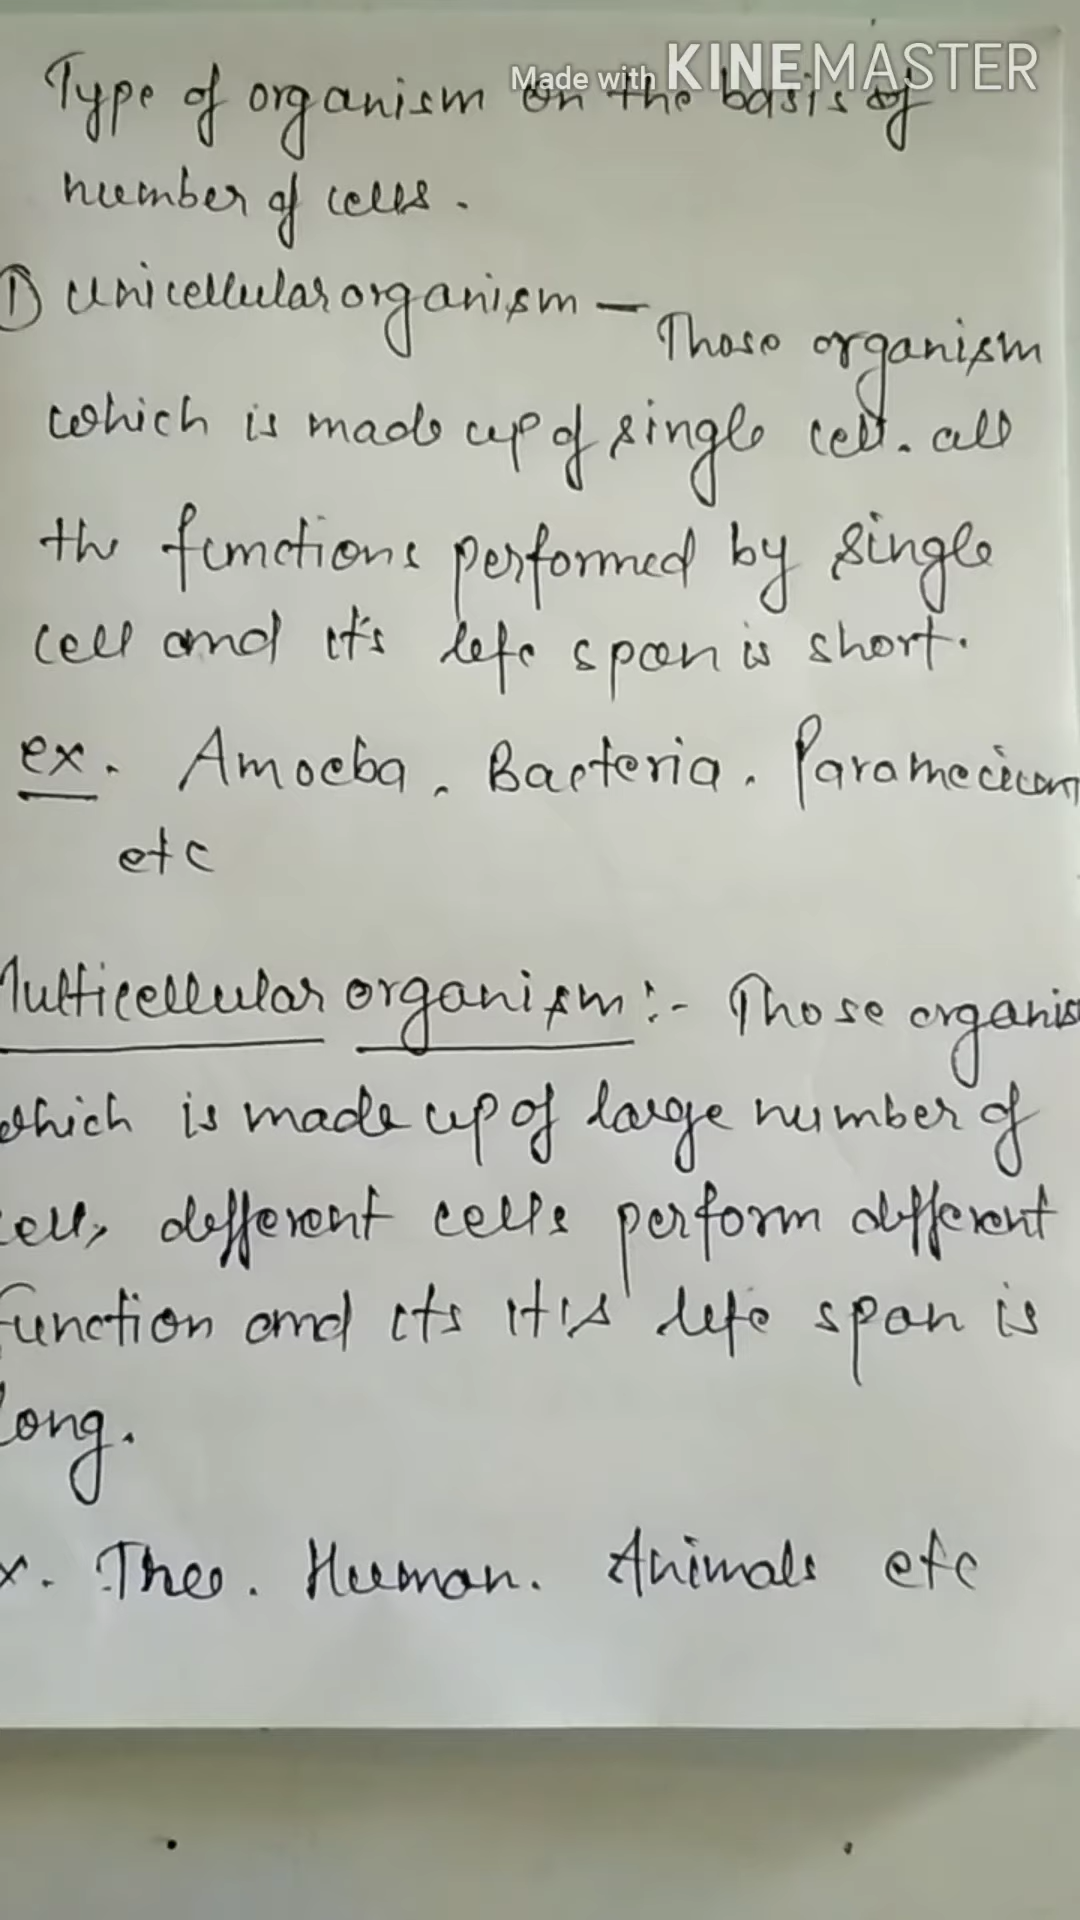 Made with KINEMASTER
Type of organism on the basis of
number of cells.
① Unicellular organism – Those organism
which is made up of single cell. all
the functions performed by single
cell and it's life span is short.
ex. Amoeba, Bacteria, Paramecium
etc
Multicellular organism :- Those organis
which is made up of large number of
cell, different cells perform different
function and its it is life span is
long.
x. Tree. Human. Animals etc